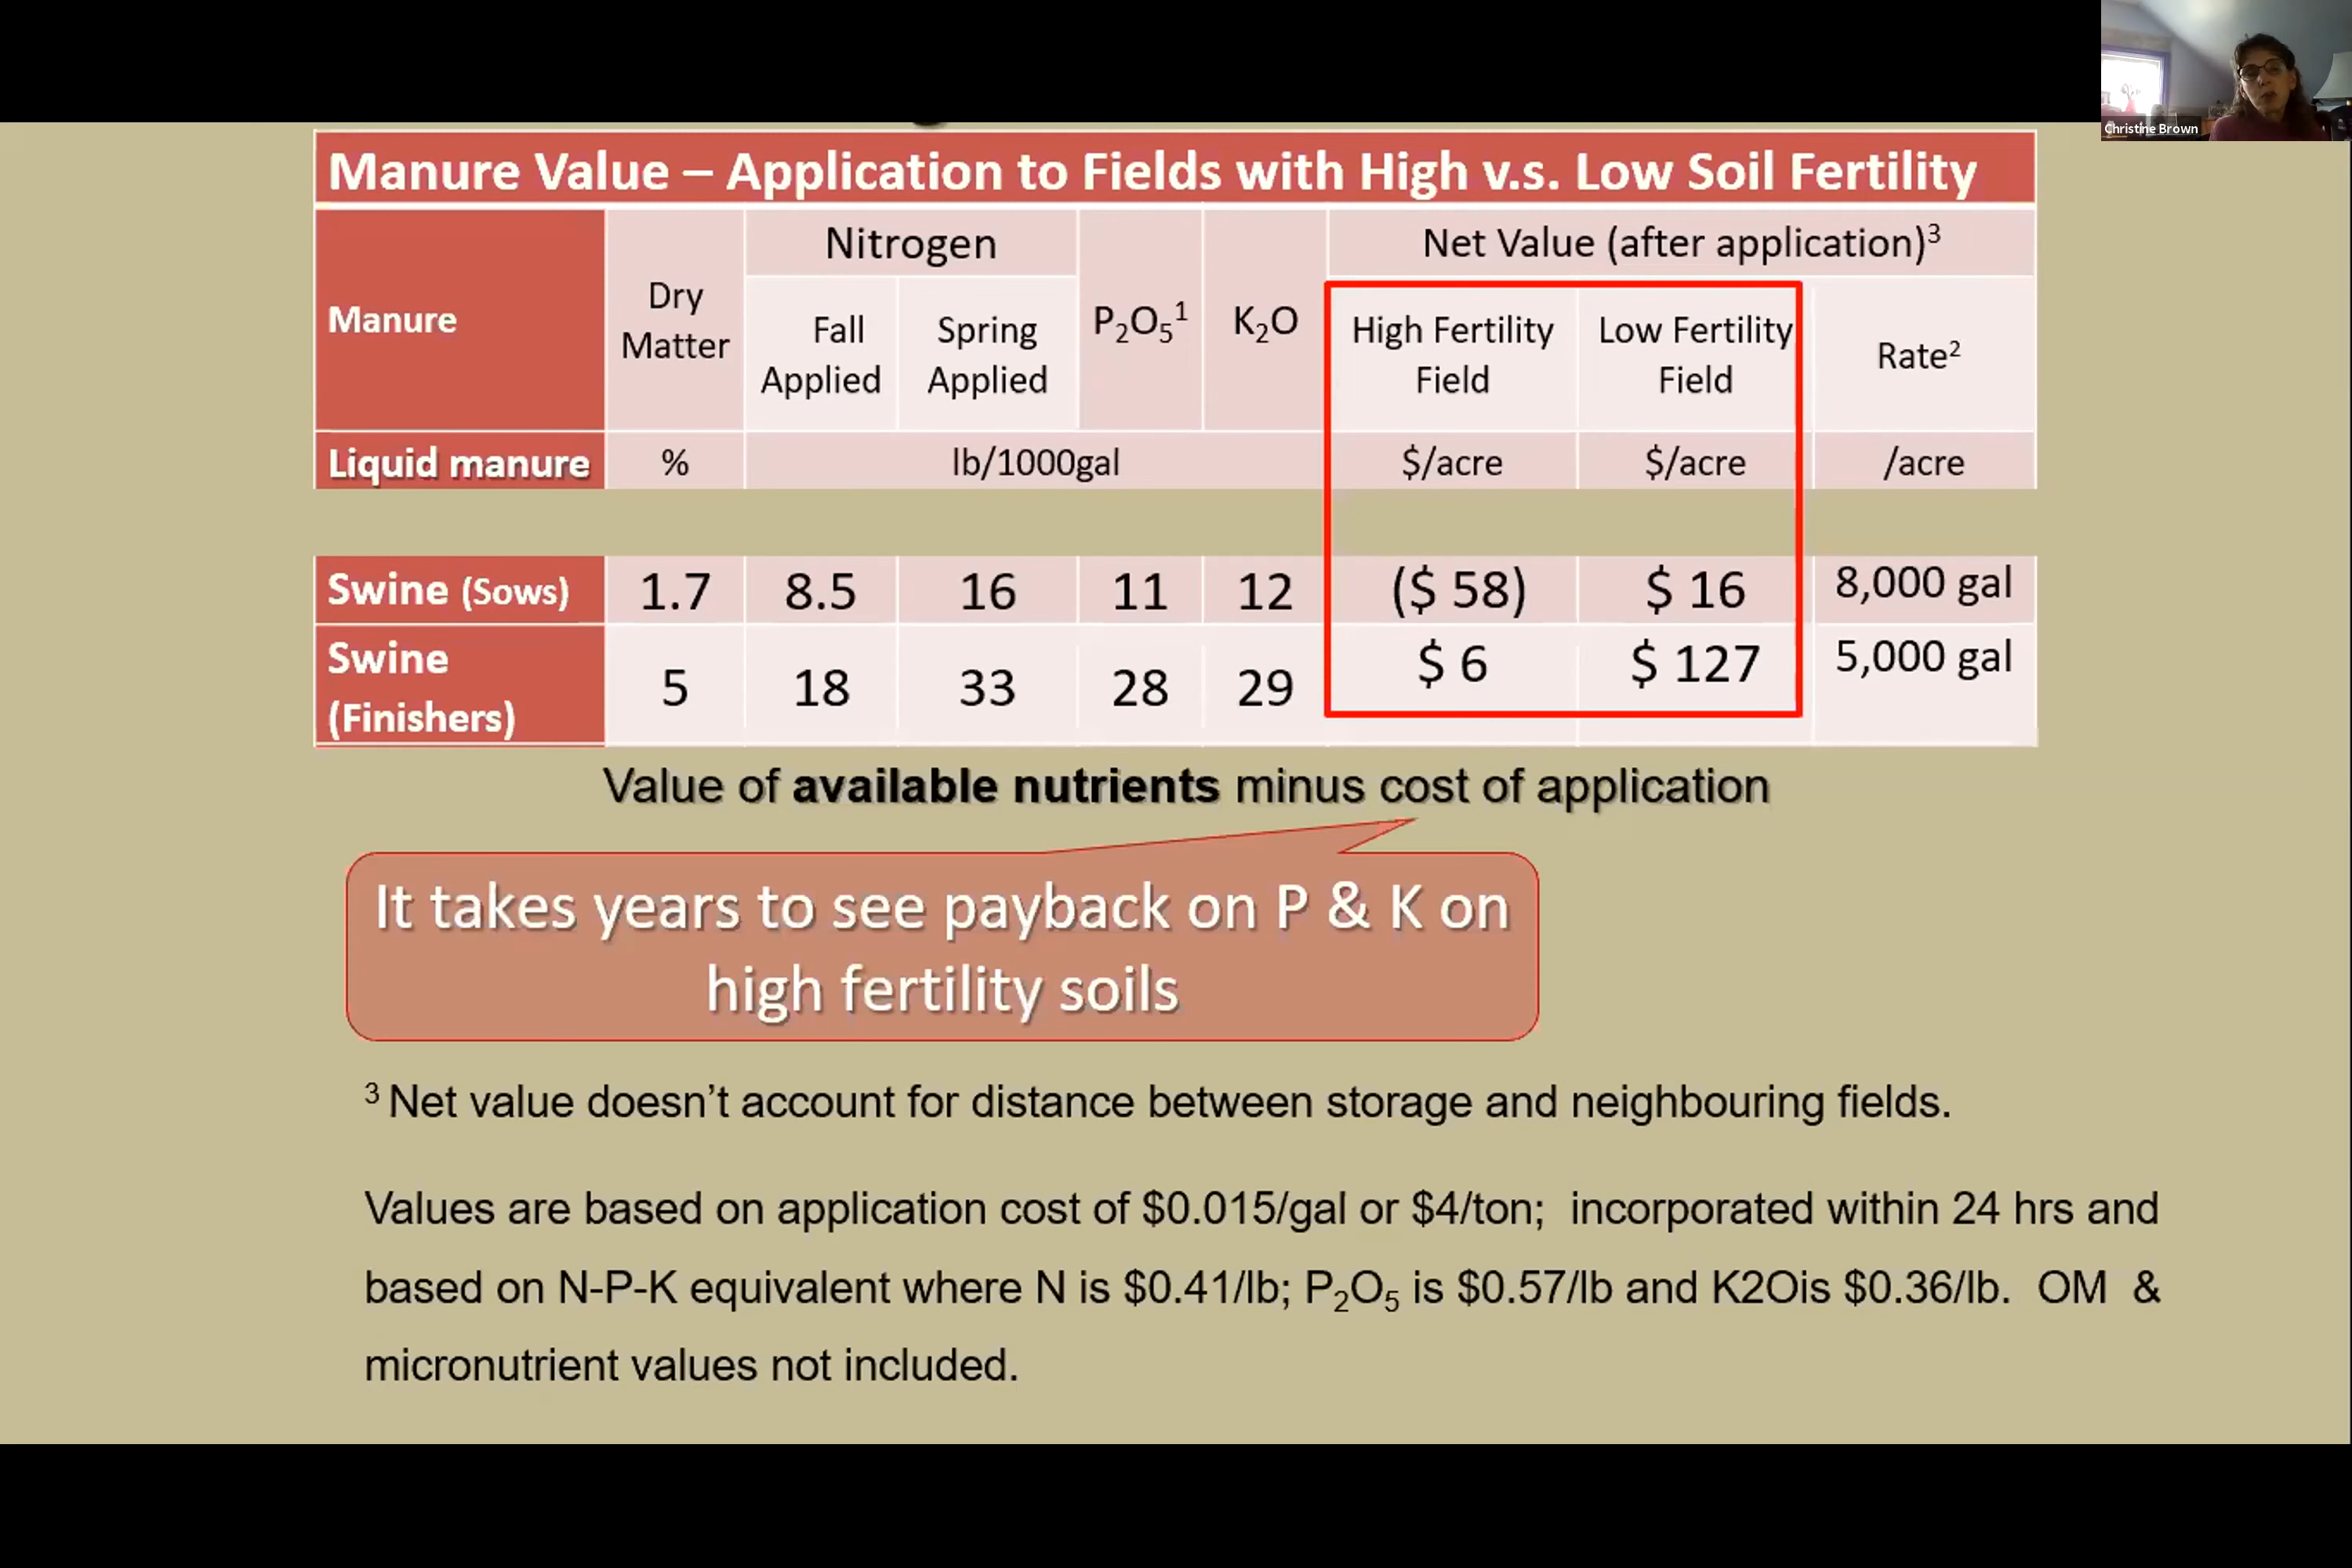 Christine Brown
Manure Value – Application to Fields with High v.s. Low Soil Fertility
Manure
Dry
Matter
Nitrogen
Fall
Applied
Spring
Applied
P₂O₅¹
K₂O
Net Value (after application)³
High Fertility
Field
Low Fertility
Field
Rate²
Liquid manure % lb/1000gal $/acre $/acre /acre
Swine (Sows) 1.7 8.5 16 11 12 ($ 58) $ 16 8,000 gal
Swine
(Finishers) 5 18 33 28 29 $ 6 $ 127 5,000 gal
Value of available nutrients minus cost of application
It takes years to see payback on P & K on
high fertility soils
³ Net value doesn’t account for distance between storage and neighbouring fields.
Values are based on application cost of $0.015/gal or $4/ton; incorporated within 24 hrs and
based on N-P-K equivalent where N is $0.41/lb; P₂O₅ is $0.57/lb and K2Ois $0.36/lb. OM &
micronutrient values not included.